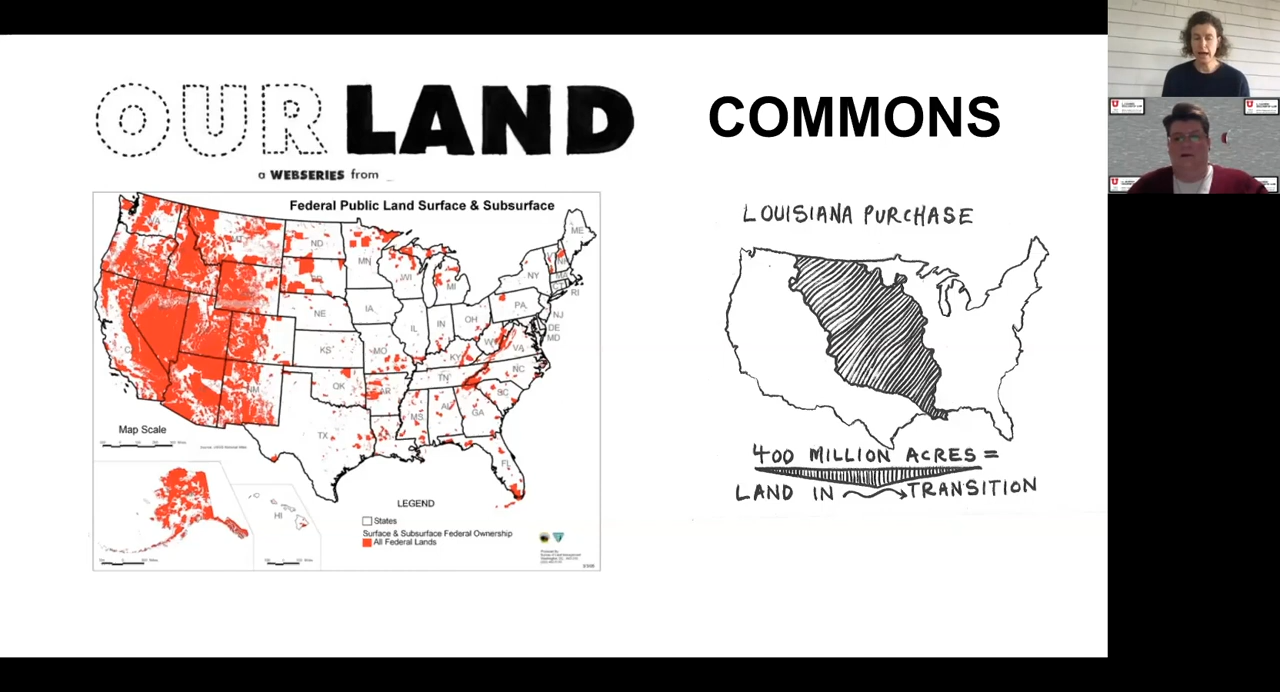 OUR LAND
a WEBSERIES from
COMMONS
Federal Public Land Surface & Subsurface
ND
MN
WI
MI
ME
NY
MA
CT
RI
PA
NJ
DE
MD
NE
IA
IL
IN
OH
VA
KS
MO
KY
NC
TN
OK
AR
SC
NM
MS
AL
GA
TX
FL
HI
Map Scale
LEGEND
States
Surface & Subsurface Federal Ownership
All Federal Lands
LOUISIANA PURCHASE
400 MILLION ACRES =
LAND IN TRANSITION